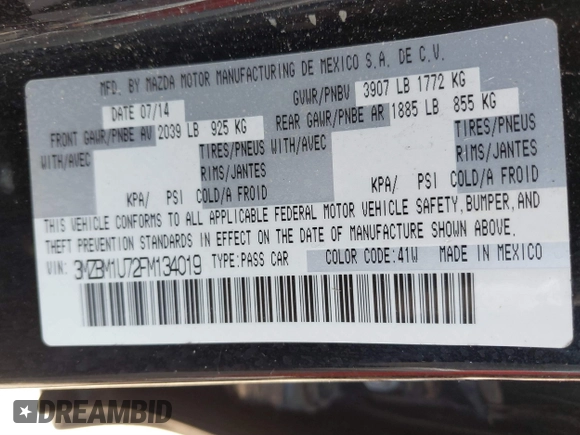 MFD. BY MAZDA MOTOR MANUFACTURING DE MEXICO S.A. DE C.V.
DATE 07/14 GVWR/PNBV 3907 LB 1772 KG
FRONT GAWR/PNBE AV 2039 LB 925 KG REAR GAWR/PNBE AR 1885 LB 855 KG
WITH/AVEC TIRES/PNEUS WITH/AVEC TIRES/PNEUS
RIMS/JANTES RIMS/JANTES
KPA/ PSI COLD/A FROID KPA/ PSI COLD/A FROID
THIS VEHICLE CONFORMS TO ALL APPLICABLE FEDERAL MOTOR VEHICLE SAFETY, BUMPER, AND
THEFT PREVENTION STANDARDS IN EFFECT ON THE DATE OF MANUFACTURE SHOWN ABOVE.
VIN: 3MZBM1U72FM134019 TYPE:PASS CAR COLOR CODE:41W MADE IN MEXICO
DREAMBID